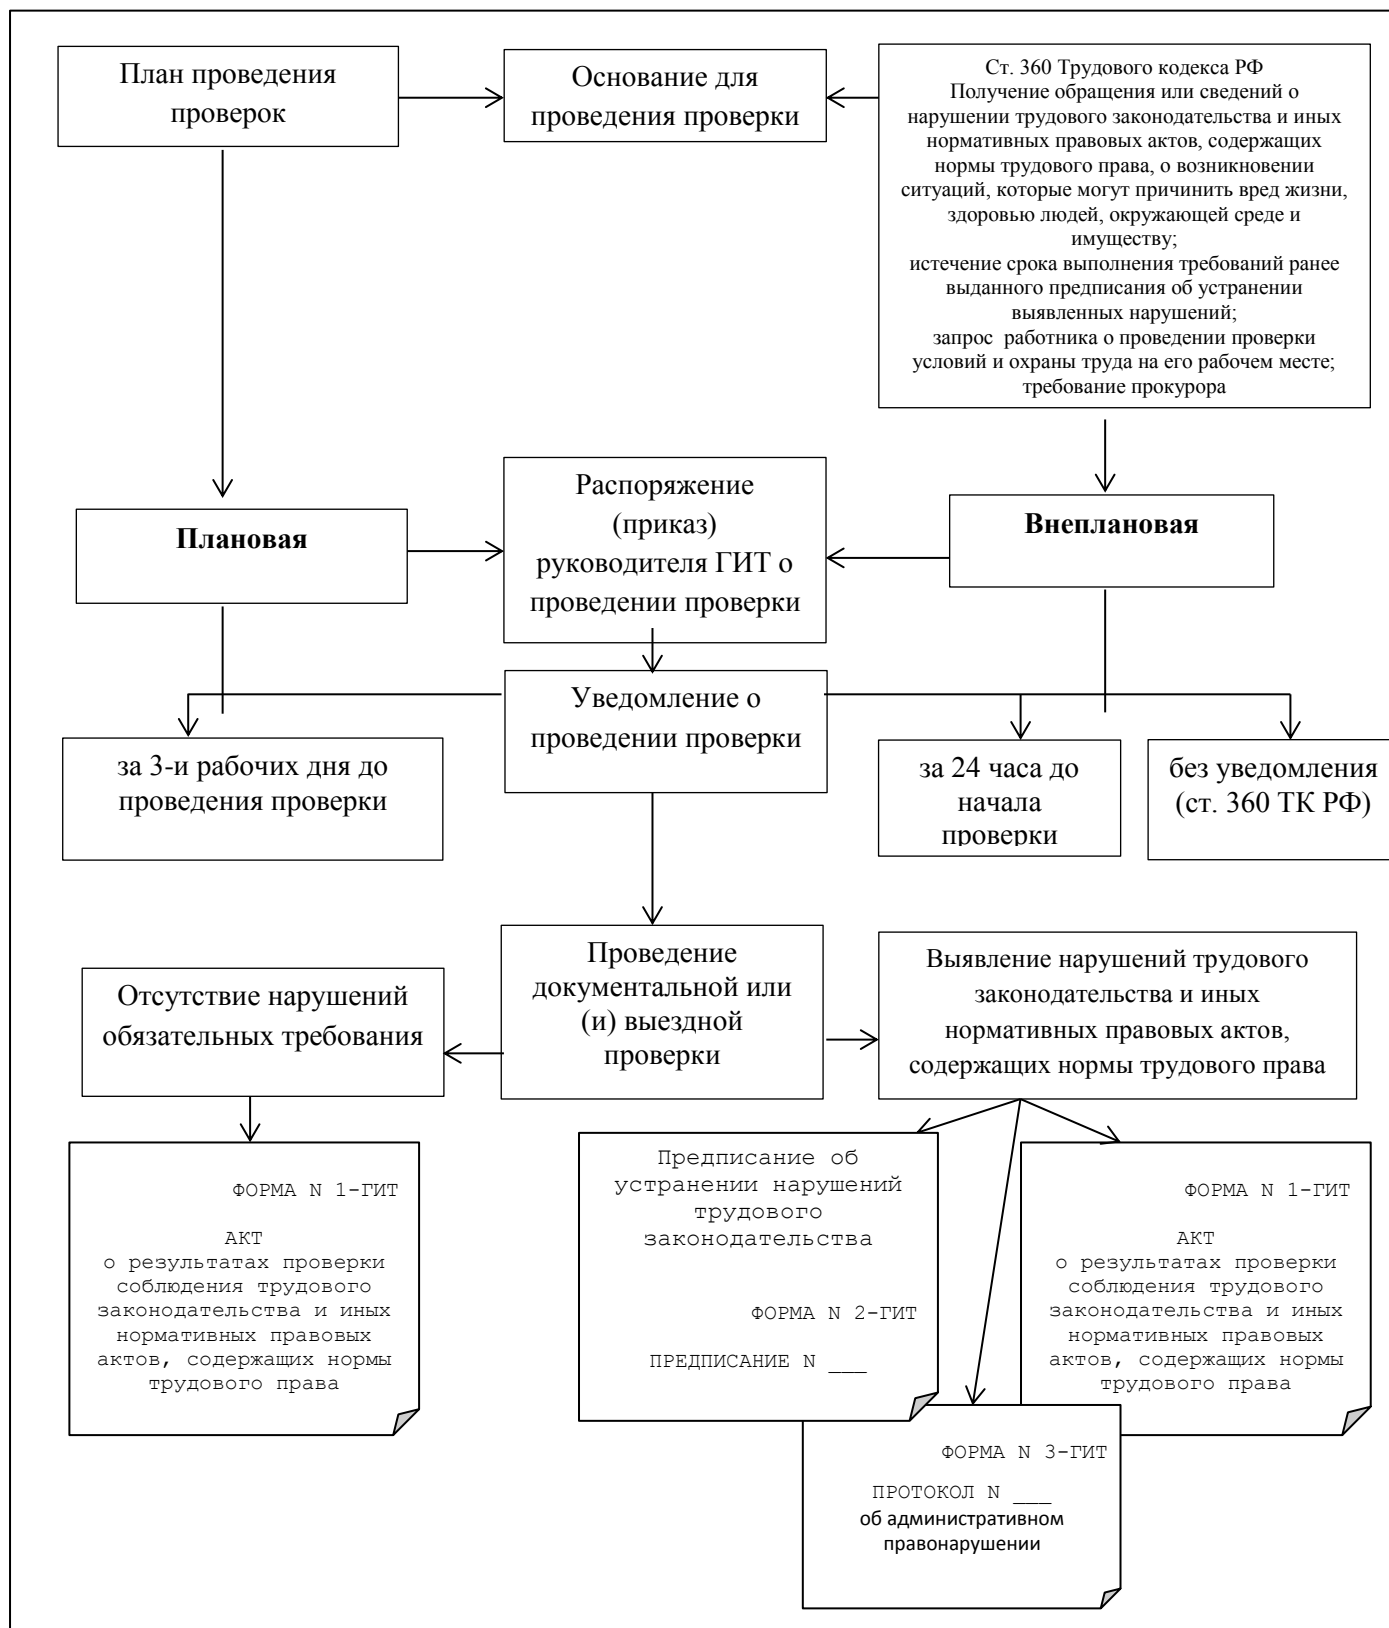 План проведения
проверок
Основание для
проведения проверки
Ст. 360 Трудового кодекса РФ
Получение обращения или сведений о
нарушении трудового законодательства и иных
нормативных правовых актов, содержащих
нормы трудового права, о возникновении
ситуаций, которые могут причинить вред жизни,
здоровью людей, окружающей среде и
имуществу;
истечение срока выполнения требований ранее
выданного предписания об устранении
выявленных нарушений;
запрос работника о проведении проверки
условий и охраны труда на его рабочем месте;
требование прокурора
Плановая
Распоряжение
(приказ)
руководителя ГИТ о
проведении проверки
Внеплановая
Уведомление о
проведении проверки
за 3-и рабочих дня до
проведения проверки
за 24 часа до
начала
проверки
без уведомления
(ст. 360 ТК РФ)
Отсутствие нарушений
обязательных требования
Проведение
документальной или
(и) выездной
проверки
Выявление нарушений трудового
законодательства и иных
нормативных правовых актов,
содержащих нормы трудового права
ФОРМА N 1-ГИТ
АКТ
о результатах проверки
соблюдения трудового
законодательства и иных
нормативных правовых
актов, содержащих нормы
трудового права
Предписание об
устранении нарушений
трудового
законодательства
ФОРМА N 2-ГИТ
ПРЕДПИСАНИЕ N ___
ФОРМА N 1-ГИТ
АКТ
о результатах проверки
соблюдения трудового
законодательства и иных
нормативных правовых
актов, содержащих нормы
трудового права
ФОРМА N 3-ГИТ
ПРОТОКОЛ N ___
об административном
правонарушении